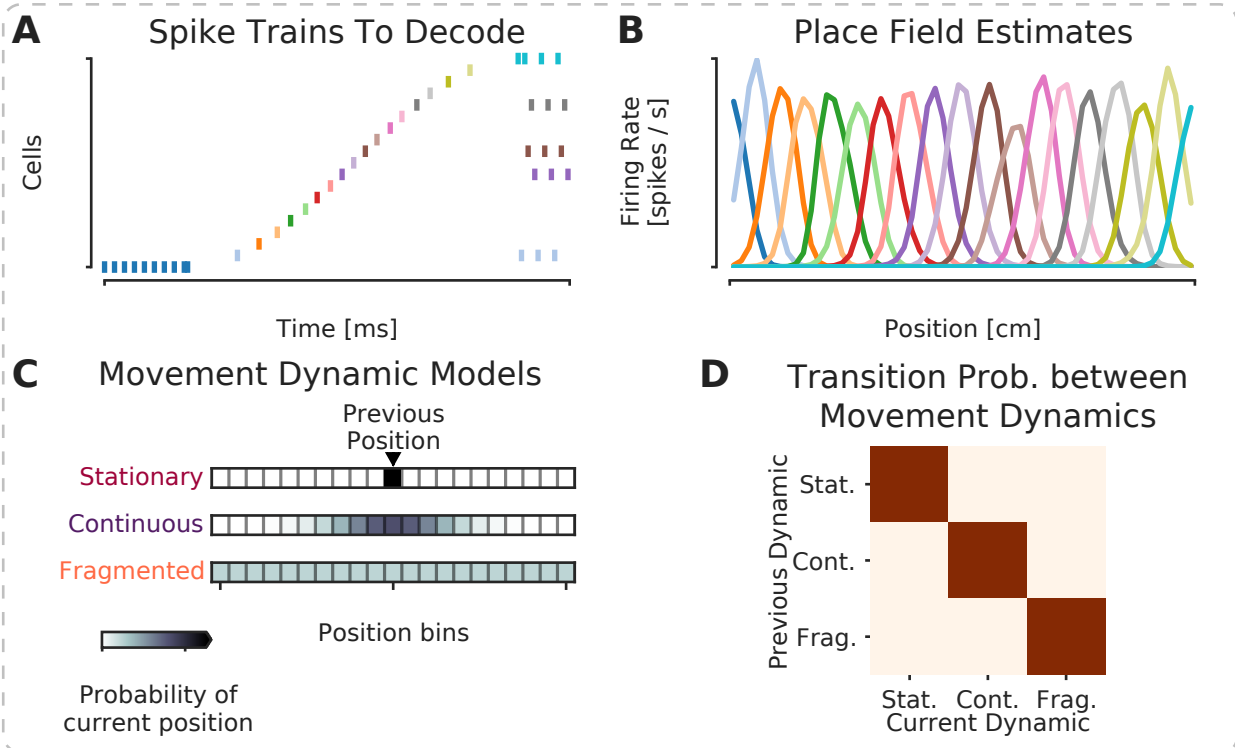 A
Spike Trains To Decode
Cells
Time [ms]
B
Place Field Estimates
Firing Rate
[spikes / s]
Position [cm]
C
Movement Dynamic Models
Previous
Position
Stationary
Continuous
Fragmented
Position bins
Probability of
current position
D
Transition Prob. between
Movement Dynamics
Previous Dynamic
Stat.
Cont.
Frag.
Stat. Cont. Frag.
Current Dynamic